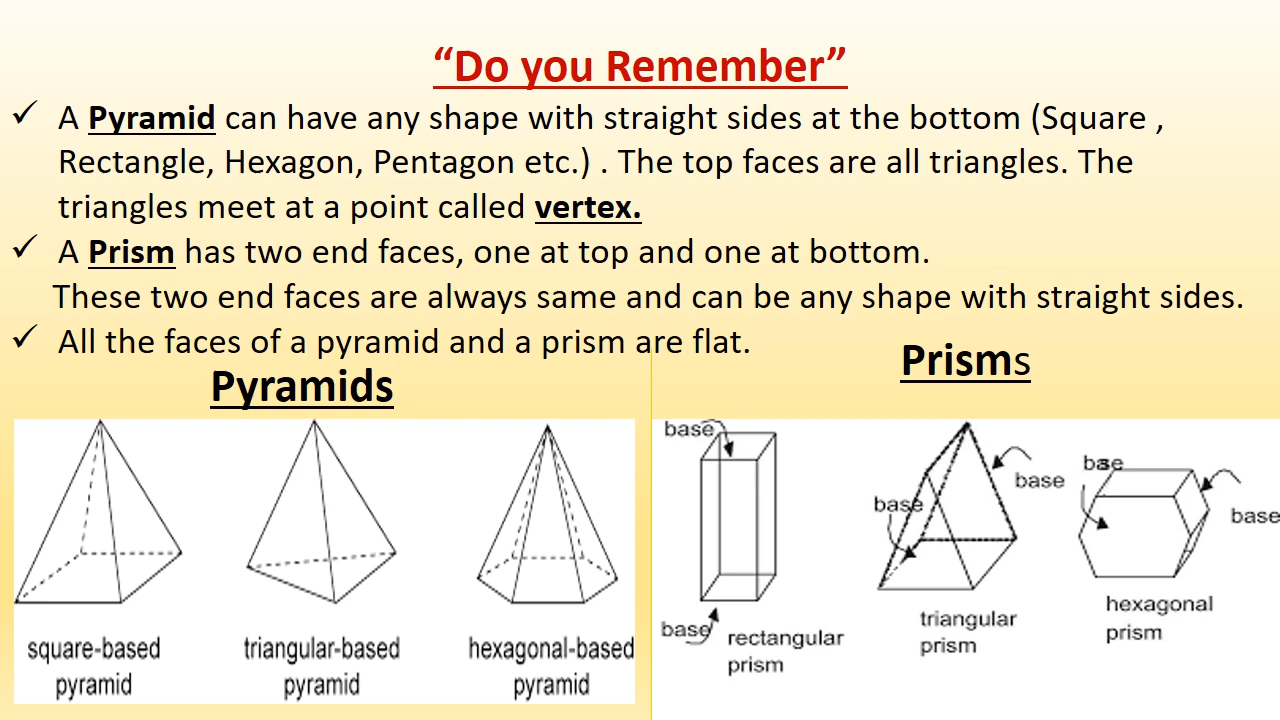 “Do you Remember”
✓ A Pyramid can have any shape with straight sides at the bottom (Square ,
Rectangle, Hexagon, Pentagon etc.) . The top faces are all triangles. The
triangles meet at a point called vertex.
✓ A Prism has two end faces, one at top and one at bottom.
These two end faces are always same and can be any shape with straight sides.
✓ All the faces of a pyramid and a prism are flat.
Pyramids
square-based
pyramid
triangular-based
pyramid
hexagonal-based
pyramid
Prisms
base
base
rectangular
prism
base
base
triangular
prism
base
base
hexagonal
prism